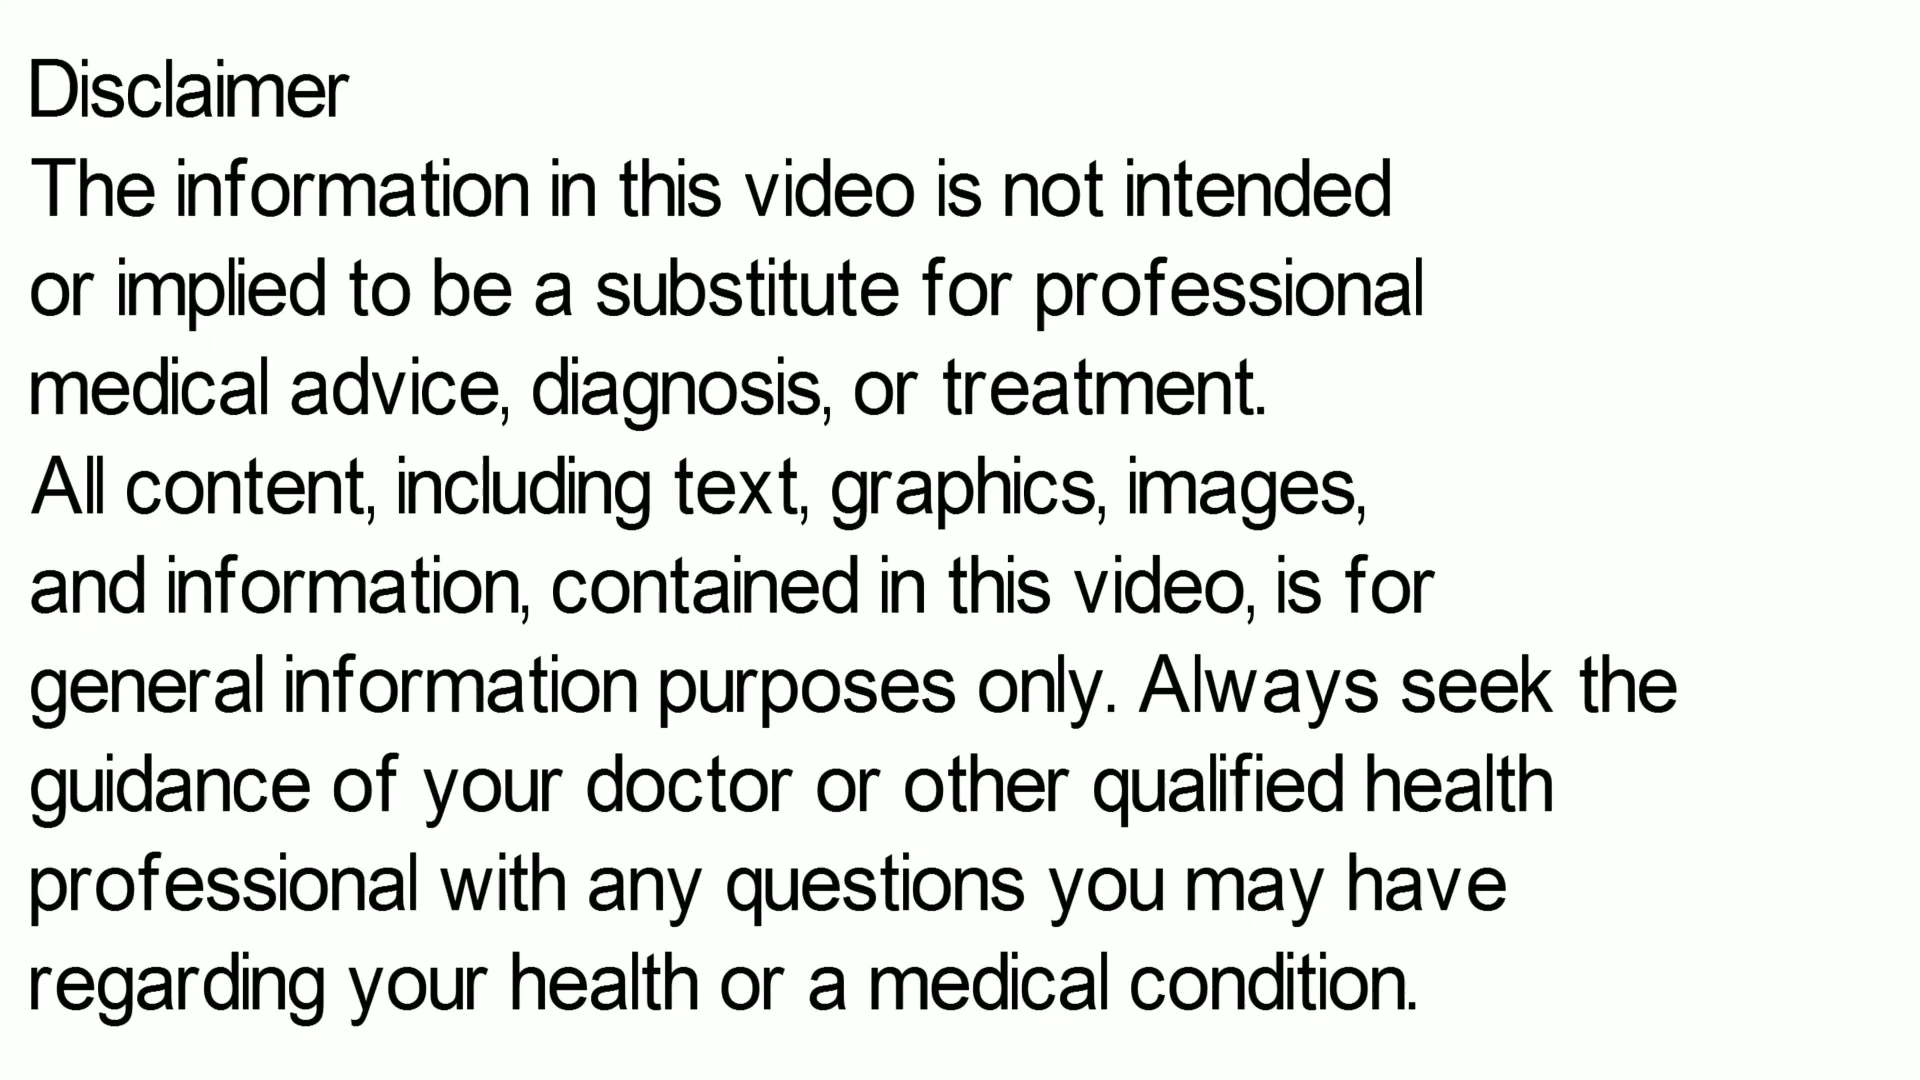 Disclaimer
The information in this video is not intended
or implied to be a substitute for professional
medical advice, diagnosis, or treatment.
All content, including text, graphics, images,
and information, contained in this video, is for
general information purposes only. Always seek the
guidance of your doctor or other qualified health
professional with any questions you may have
regarding your health or a medical condition.